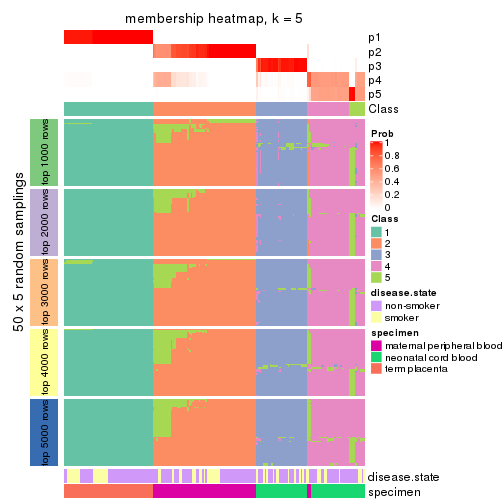 membership heatmap, k = 5
p1
p2
p3
p4
p5
Class
50 x 5 random samplings
top 1000 rows
top 2000 rows
top 3000 rows
top 4000 rows
top 5000 rows
disease.state
specimen
Prob
1
0.8
0.6
0.4
0.2
0
Class
1
2
3
4
5
disease.state
non-smoker
smoker
specimen
maternal peripheral blood
neonatal cord blood
term placenta